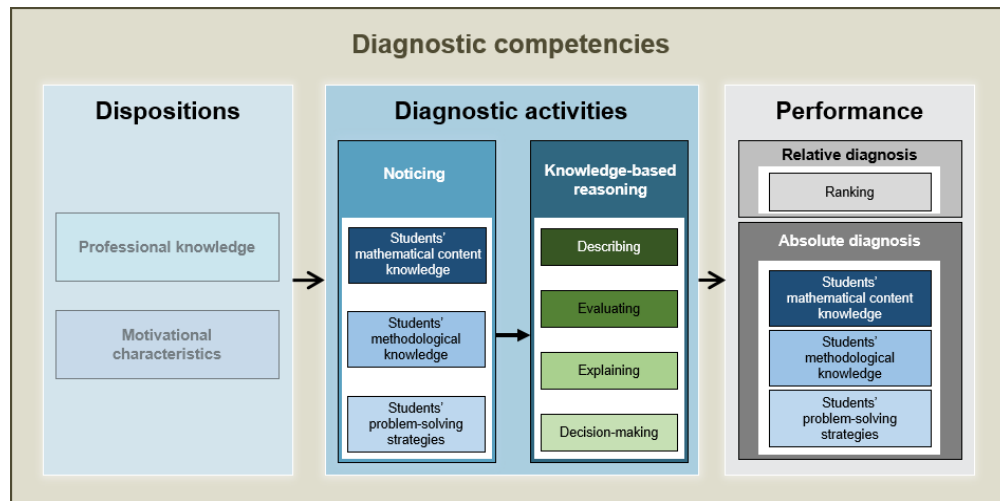 Diagnostic competencies
Dispositions
Professional knowledge
Motivational
characteristics
Diagnostic activities
Noticing
Students'
mathematical content
knowledge
Students'
methodological
knowledge
Students'
problem-solving
strategies
Knowledge-based
reasoning
Describing
Evaluating
Explaining
Decision-making
Performance
Relative diagnosis
Ranking
Absolute diagnosis
Students'
mathematical content
knowledge
Students'
methodological
knowledge
Students'
problem-solving
strategies